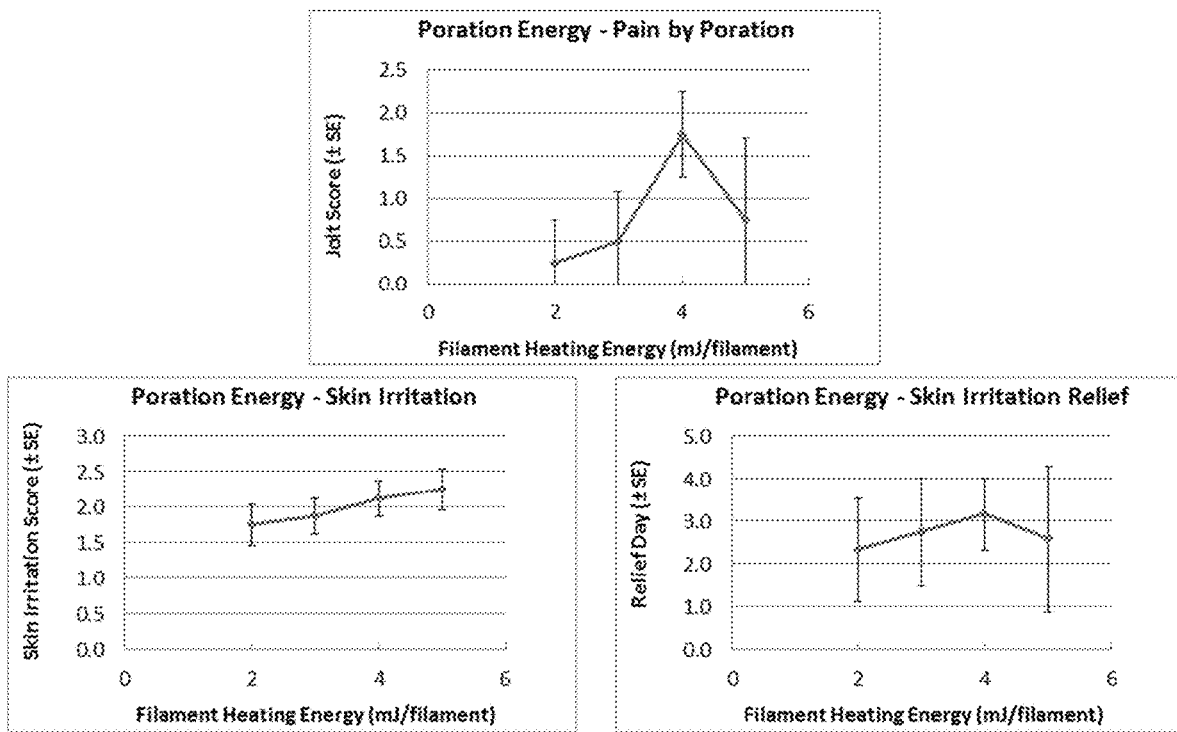 Poration Energy - Pain by Poration
Jolt Score (± SE)
2.5
2.0
1.5
1.0
0.5
0.0
0 2 4 6
Filament Heating Energy (mJ/filament)
Poration Energy - Skin Irritation
Skin Irritation Score (± SE)
3.0
2.5
2.0
1.5
1.0
0.5
0.0
0 2 4 6
Filament Heating Energy (mJ/filament)
Poration Energy - Skin Irritation Relief
Relief Day (± SE)
5.0
4.0
3.0
2.0
1.0
0.0
0 2 4 6
Filament Heating Energy (mJ/filament)